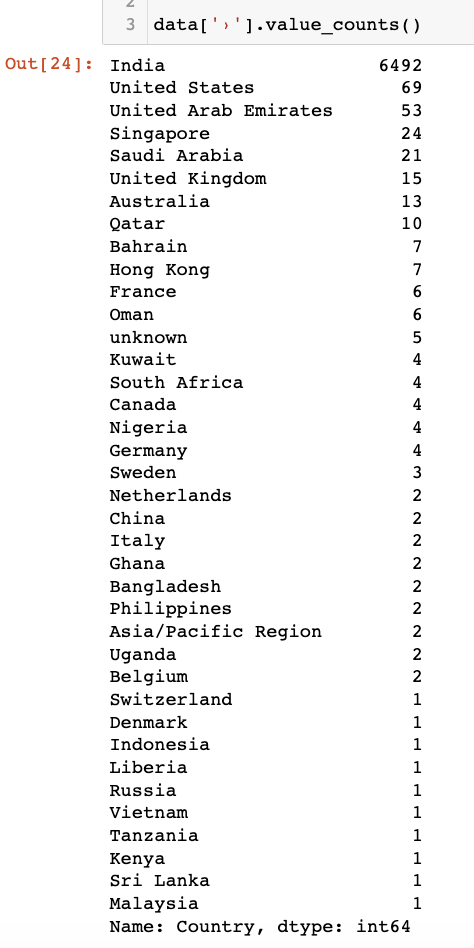 2
3 data['›'].value_counts()
Out[24]: India 6492
United States 69
United Arab Emirates 53
Singapore 24
Saudi Arabia 21
United Kingdom 15
Australia 13
Qatar 10
Bahrain 7
Hong Kong 7
France 6
Oman 6
unknown 5
Kuwait 4
South Africa 4
Canada 4
Nigeria 4
Germany 4
Sweden 3
Netherlands 2
China 2
Italy 2
Ghana 2
Bangladesh 2
Philippines 2
Asia/Pacific Region 2
Uganda 2
Belgium 2
Switzerland 1
Denmark 1
Indonesia 1
Liberia 1
Russia 1
Vietnam 1
Tanzania 1
Kenya 1
Sri Lanka 1
Malaysia 1
Name: Country, dtype: int64